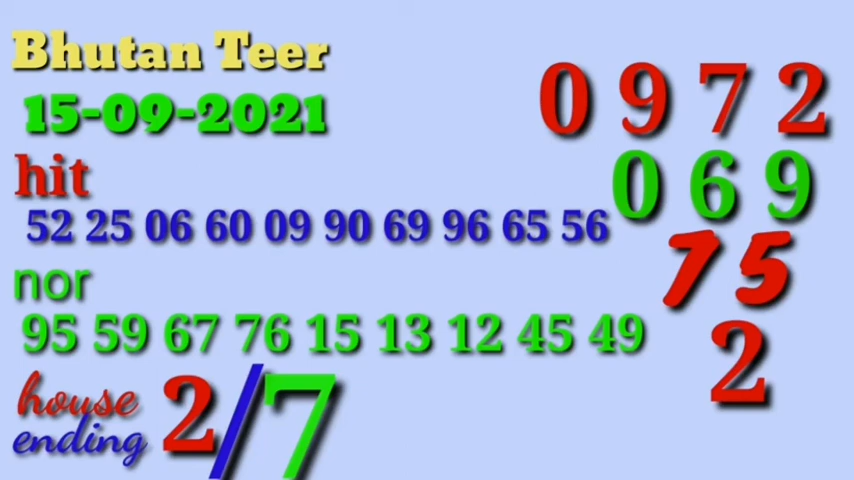 Bhutan Teer
15-09-2021
0 9 7 2
hit
0 6 9
52 25 06 60 09 90 69 96 65 56
7 5
nor
95 59 67 76 15 13 12 45 49
2
house
ending
2/7